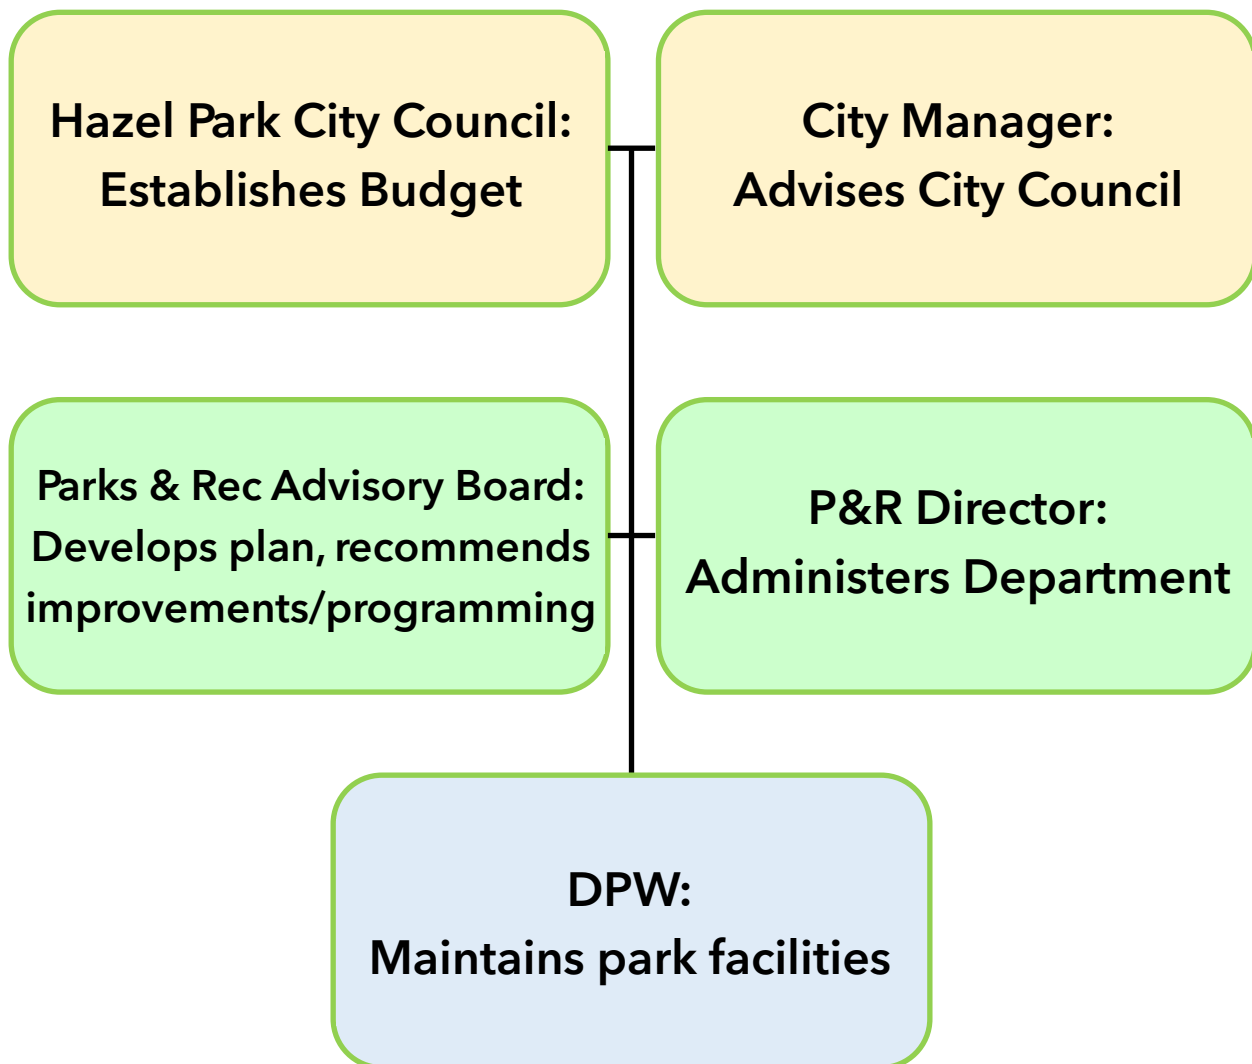 Hazel Park City Council:
Establishes Budget
City Manager:
Advises City Council
Parks & Rec Advisory Board:
Develops plan, recommends
improvements/programming
P&R Director:
Administers Department
DPW:
Maintains park facilities